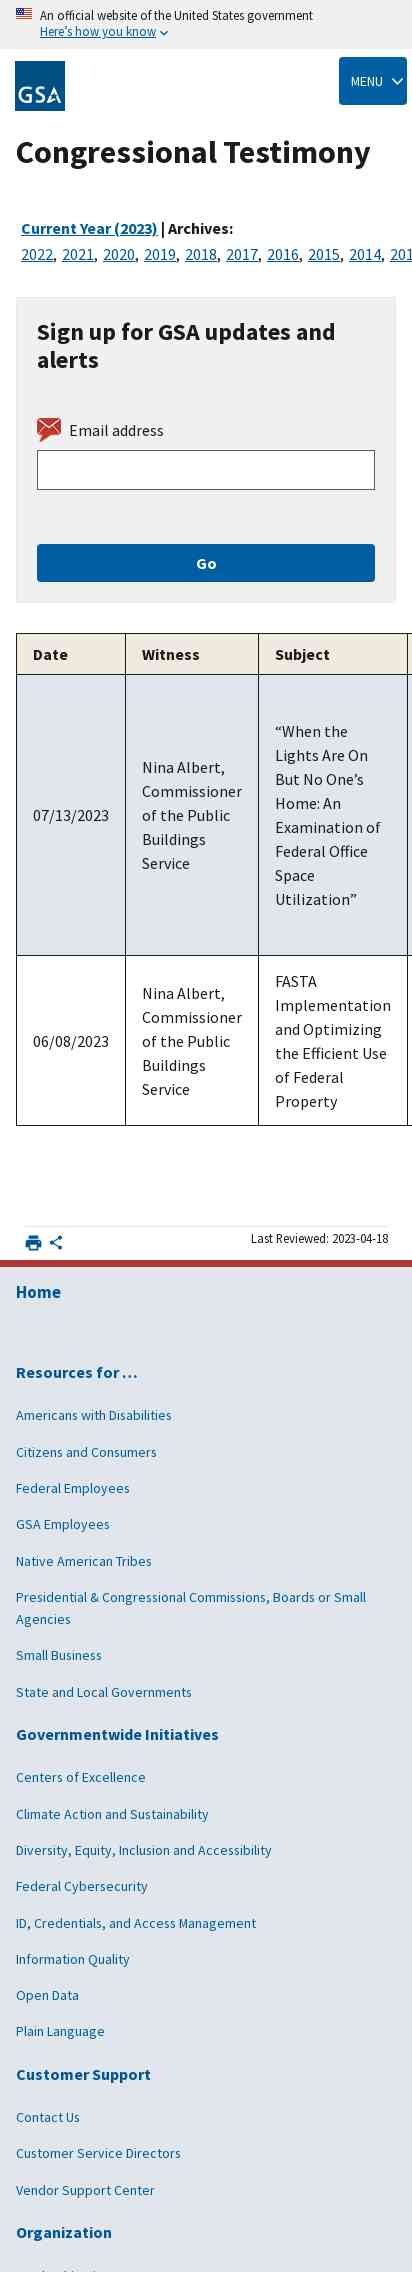 An official website of the United States government
Here's how you know
GSA
MENU
Congressional Testimony
Current Year (2023) | Archives:
2022, 2021, 2020, 2019, 2018, 2017, 2016, 2015, 2014,
Sign up for GSA updates and
alerts
Email address
Go
Date Witness Subject
07/13/2023
Nina Albert,
Commissioner
of the Public
Buildings
Service
“When the
Lights Are On
But No One’s
Home: An
Examination of
Federal Office
Space
Utilization”
06/08/2023
Nina Albert,
Commissioner
of the Public
Buildings
Service
FASTA
Implementation
and Optimizing
the Efficient Use
of Federal
Property
Last Reviewed: 2023-04-18
Home
Resources for …
Americans with Disabilities
Citizens and Consumers
Federal Employees
GSA Employees
Native American Tribes
Presidential & Congressional Commissions, Boards or Small
Agencies
Small Business
State and Local Governments
Governmentwide Initiatives
Centers of Excellence
Climate Action and Sustainability
Diversity, Equity, Inclusion and Accessibility
Federal Cybersecurity
ID, Credentials, and Access Management
Information Quality
Open Data
Plain Language
Customer Support
Contact Us
Customer Service Directors
Vendor Support Center
Organization